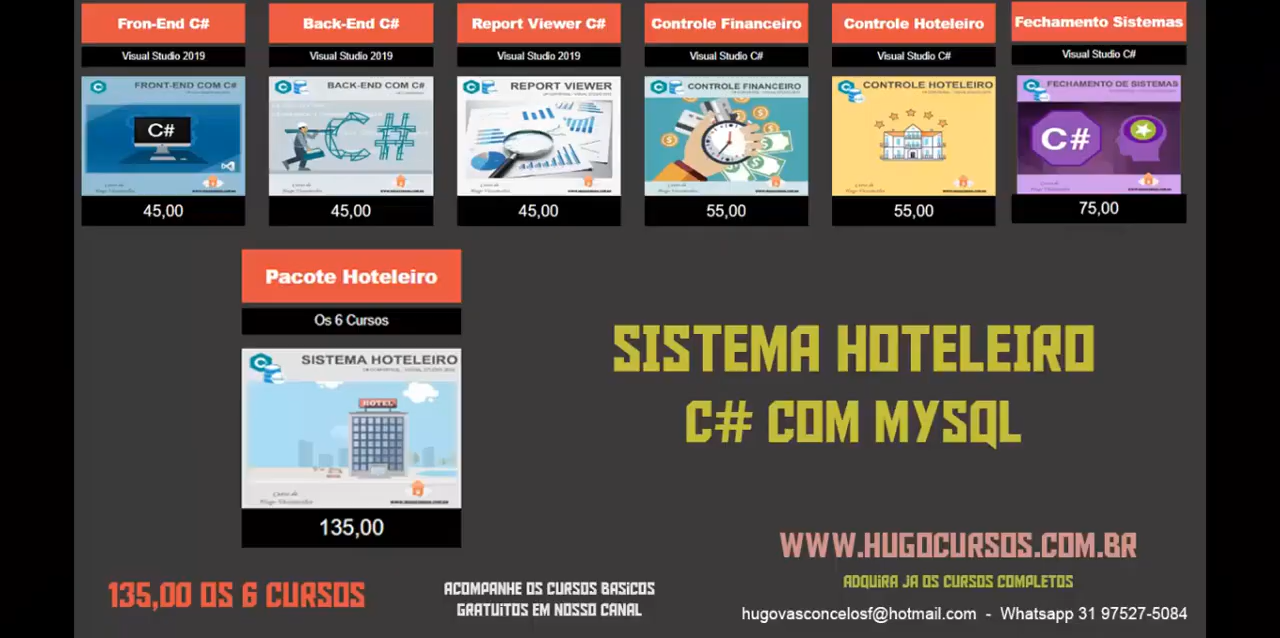 Fron-End C#
Visual Studio 2019
FRONT-END COM C#
C#
45,00
Back-End C#
Visual Studio 2019
BACK-END COM C#
C#
45,00
Report Viewer C#
Visual Studio 2019
REPORT VIEWER
45,00
Controle Financeiro
Visual Studio C#
CONTROLE FINANCEIRO
55,00
Controle Hoteleiro
Visual Studio C#
CONTROLE HOTELEIRO
55,00
Fechamento Sistemas
Visual Studio C#
FECHAMENTO DE SISTEMAS
C#
75,00
Pacote Hoteleiro
Os 6 Cursos
SISTEMA HOTELEIRO
HOTEL
135,00
SISTEMA HOTELEIRO
C# COM MYSQL
WWW.HUGOCURSOS.COM.BR
ADQUIRA JA OS CURSOS COMPLETOS
135,00 OS 6 CURSOS
ACOMPANHE OS CURSOS BASICOS
GRATUITOS EM NOSSO CANAL
hugovasconcelosf@hotmail.com - Whatsapp 31 97527-5084